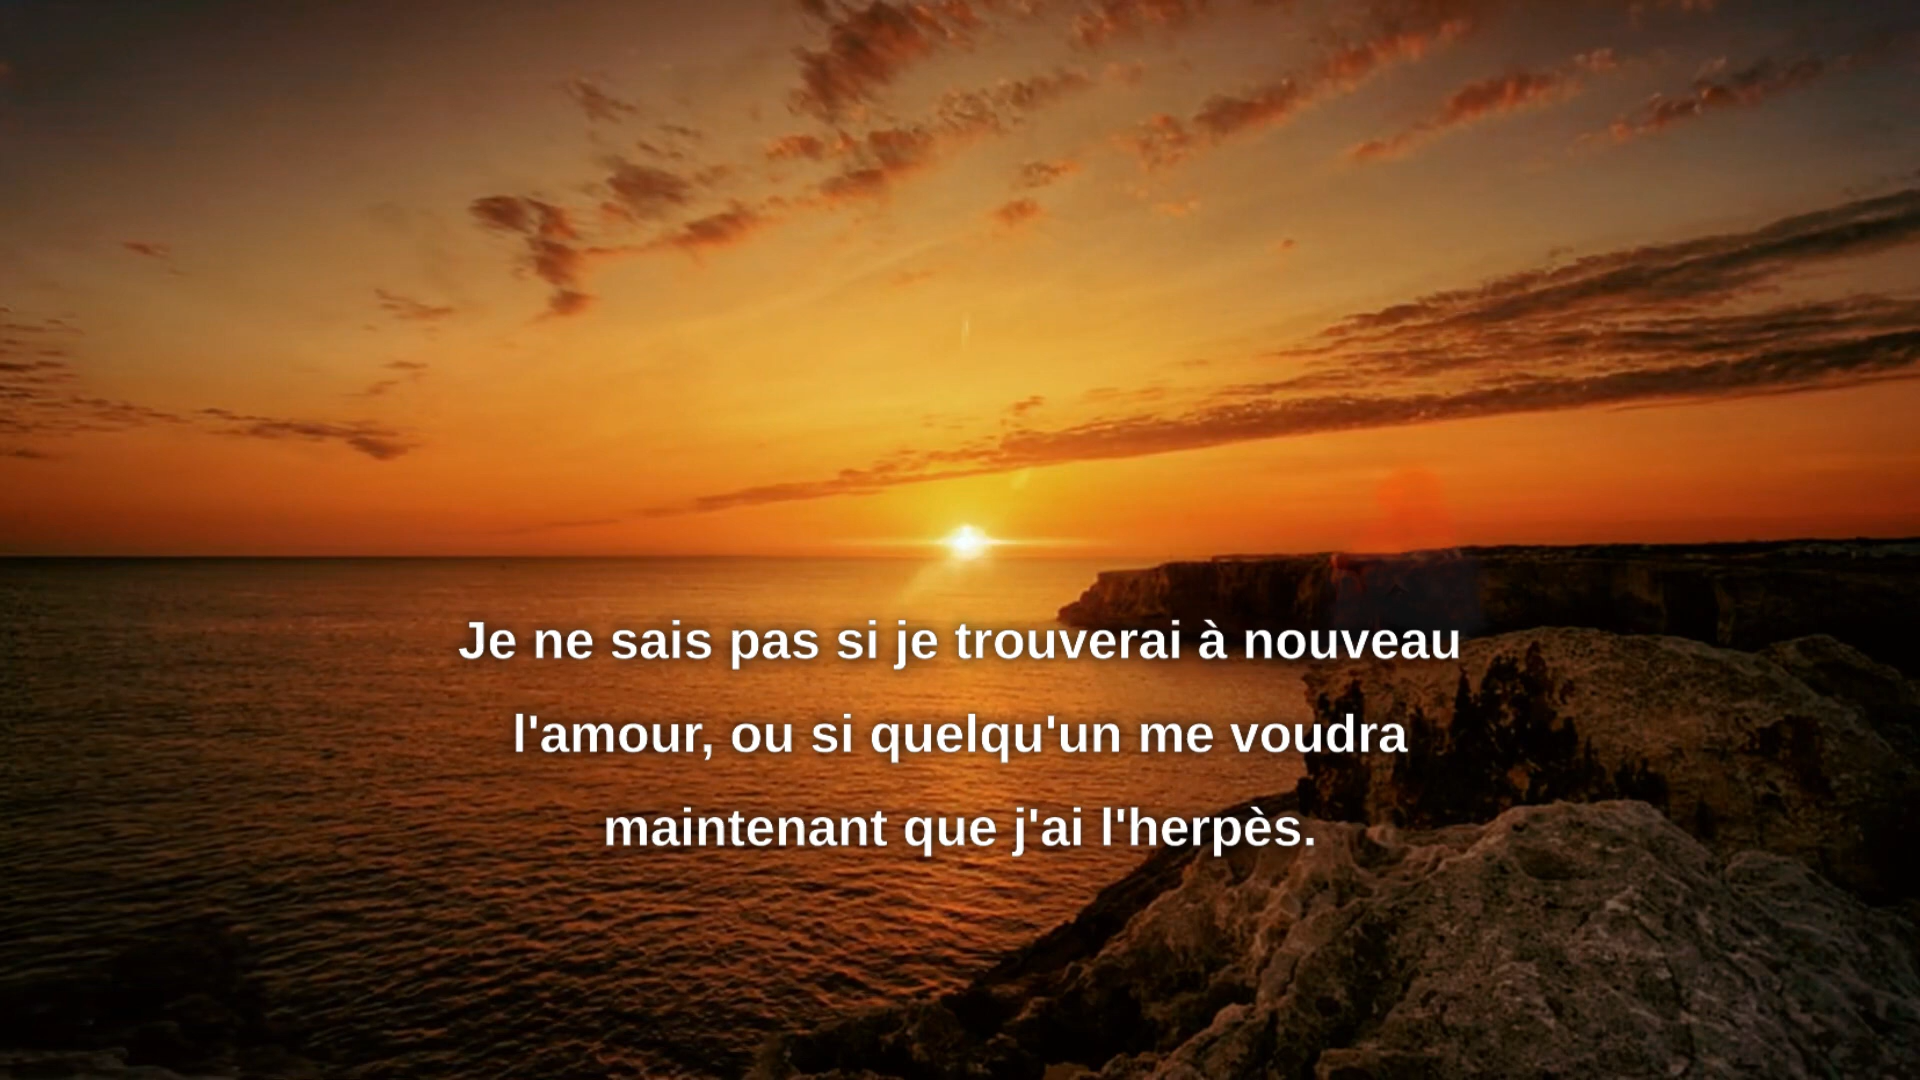 Je ne sais pas si je trouverai à nouveau
l'amour, ou si quelqu'un me voudra
maintenant que j'ai l'herpès.